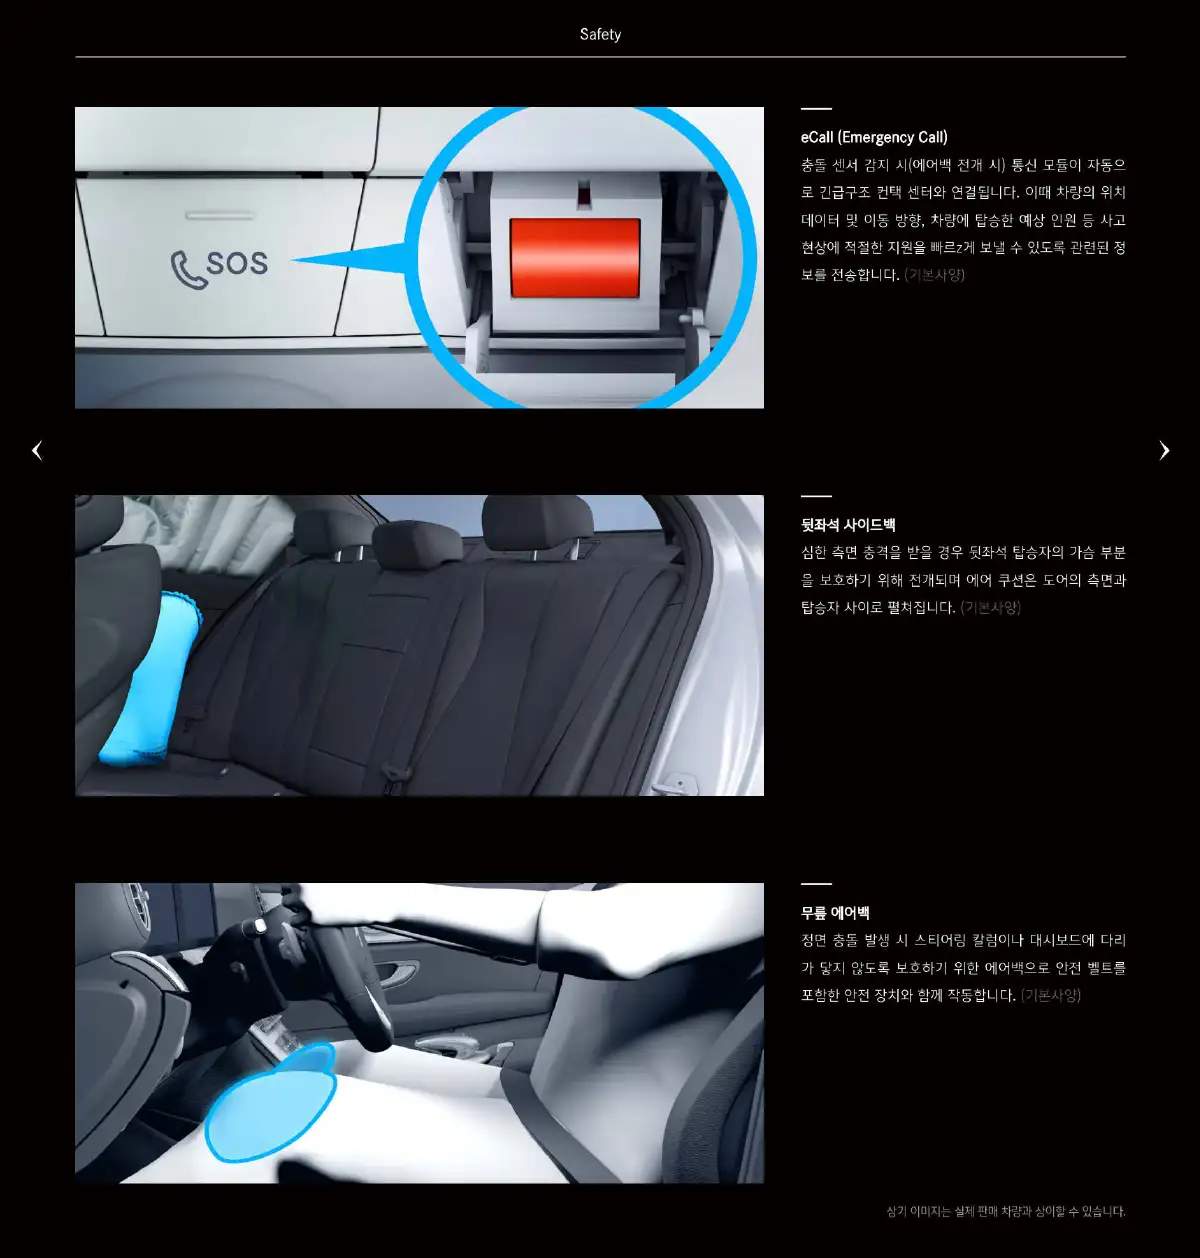 Safety
SOS
eCall (Emergency Call)
충돌 센서 감지 시(에어백 전개 시) 통신 모듈이 자동으
로 긴급구조 컨택 센터와 연결됩니다. 이때 차량의 위치
데이터 및 이동 방향, 차량에 탑승한 예상 인원 등 사고
현상에 적절한 지원을 빠르z게 보낼 수 있도록 관련된 정
보를 전송합니다. (기본사양)
뒷좌석 사이드백
심한 측면 충격을 받을 경우 뒷좌석 탑승자의 가슴 부분
을 보호하기 위해 전개되며 에어 쿠션은 도어의 측면과
탑승자 사이로 펼쳐집니다. (기본사양)
무릎 에어백
정면 충돌 발생 시 스티어링 칼럼이나 대시보드에 다리
가 닿지 않도록 보호하기 위한 에어백으로 안전 벨트를
포함한 안전 장치와 함께 작동합니다. (기본사양)
상기 이미지는 실제 판매 차량과 상이할 수 있습니다.